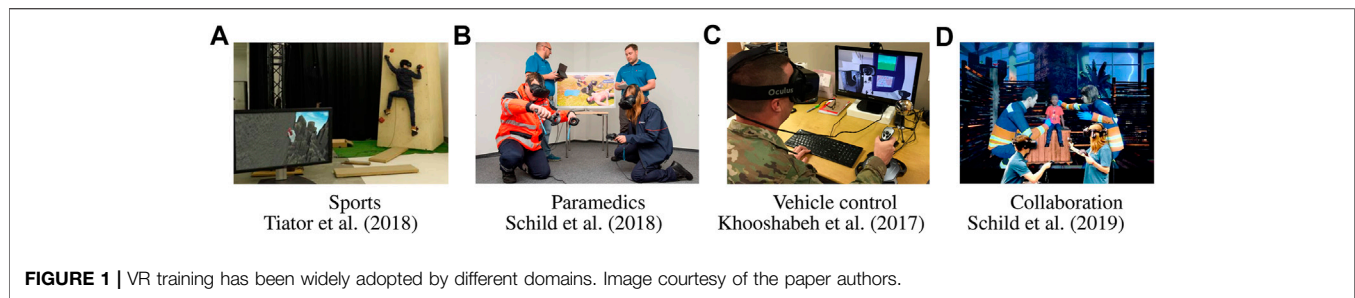 A
B
C
D
Oculus
Sports
Tiator et al. (2018)
Paramedics
Schild et al. (2018)
Vehicle control
Khooshabeh et al. (2017)
Collaboration
Schild et al. (2019)
FIGURE 1 | VR training has been widely adopted by different domains. Image courtesy of the paper authors.